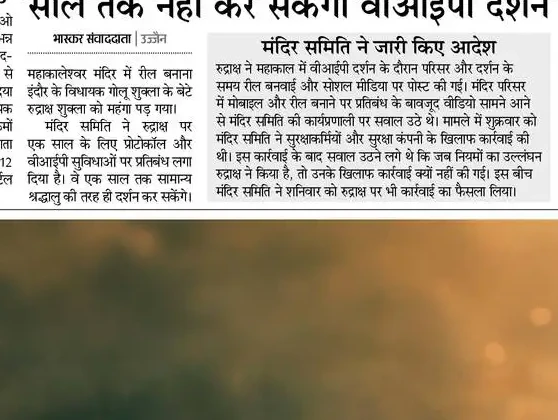 साल तक नहीं कर सकेगा वीआईपी दर्शन
भास्कर संवाददाता | उज्जैन
महाकालेश्वर मंदिर में रील बनाना
इंदौर के विधायक गोलू शुक्ला के बेटे
रुद्राक्ष शुक्ला को महंगा पड़ गया।
मंदिर समिति ने रुद्राक्ष पर
एक साल के लिए प्रोटोकॉल और
वीआईपी सुविधाओं पर प्रतिबंध लगा
दिया है। वे एक साल तक सामान्य
श्रद्धालु की तरह ही दर्शन कर सकेंगे।
मंदिर समिति ने जारी किए आदेश
रुद्राक्ष ने महाकाल में वीआईपी दर्शन के दौरान परिसर और दर्शन के
समय रील बनवाई और सोशल मीडिया पर पोस्ट की गई। मंदिर परिसर
में मोबाइल और रील बनाने पर प्रतिबंध के बावजूद वीडियो सामने आने
से मंदिर समिति की कार्यप्रणाली पर सवाल उठे थे। मामले में शुक्रवार को
मंदिर समिति ने सुरक्षाकर्मियों और सुरक्षा कंपनी के खिलाफ कार्रवाई की
थी। इस कार्रवाई के बाद सवाल उठने लगे थे कि जब नियमों का उल्लंघन
रुद्राक्ष ने किया है, तो उनके खिलाफ कार्रवाई क्यों नहीं की गई। इस बीच
मंदिर समिति ने शनिवार को रुद्राक्ष पर भी कार्रवाई का फैसला लिया।